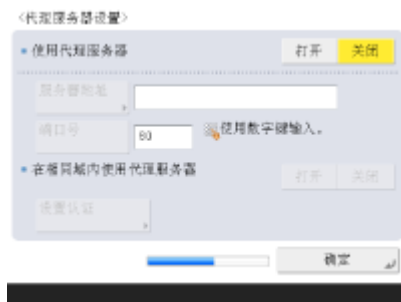 <代理服务器设置>
使用代理服务器 打开 关闭
服务器地址
端口号 80 使用数字键输入。
在相同域内使用代理服务器 打开 关闭
设置认证
确定